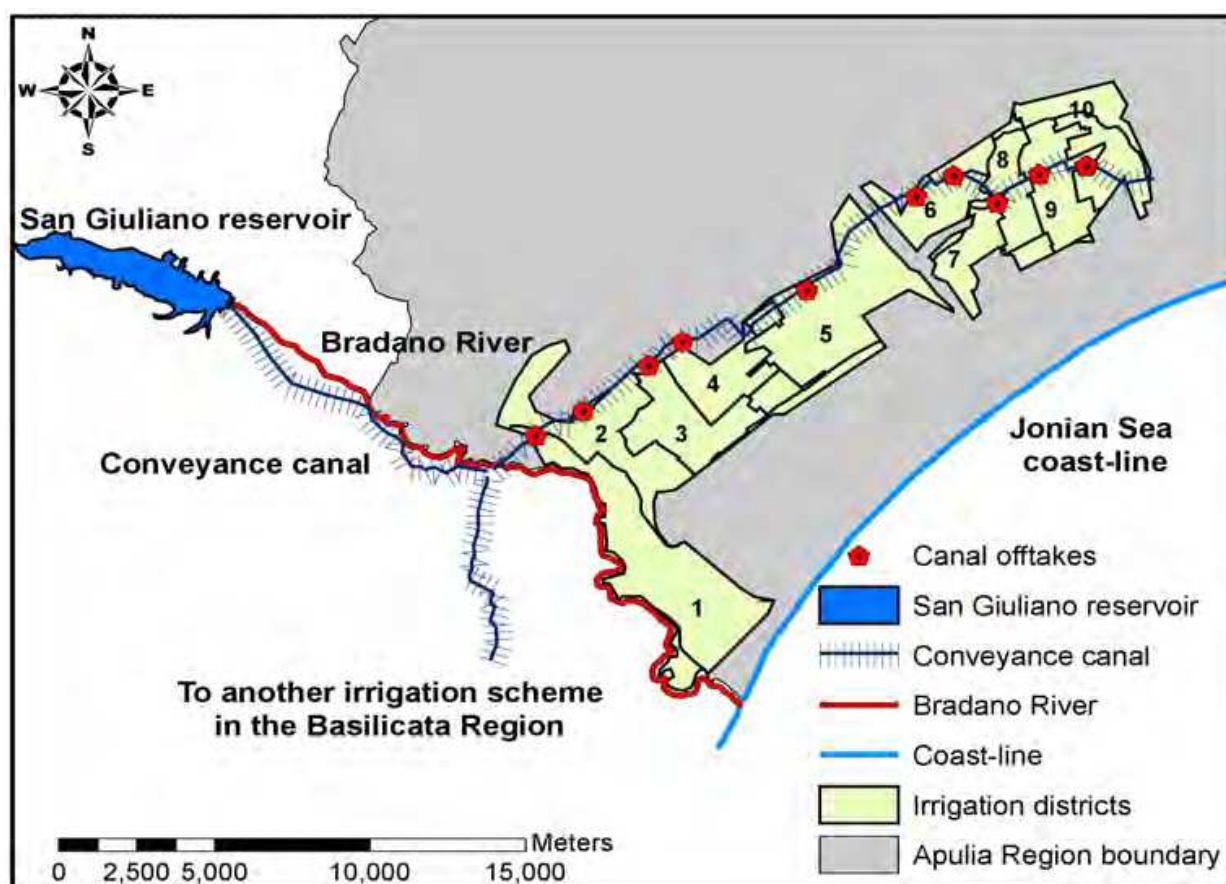 N
W E
S
San Giuliano reservoir
Bradano River
Conveyance canal
To another irrigation scheme
in the Basilicata Region
Jonian Sea
coast-line
10
8
6
9
7
5
4
2
3
1
Canal offtakes
San Giuliano reservoir
Conveyance canal
Bradano River
Coast-line
Irrigation districts
Apulia Region boundary
Meters
0 2,500 5,000 10,000 15,000